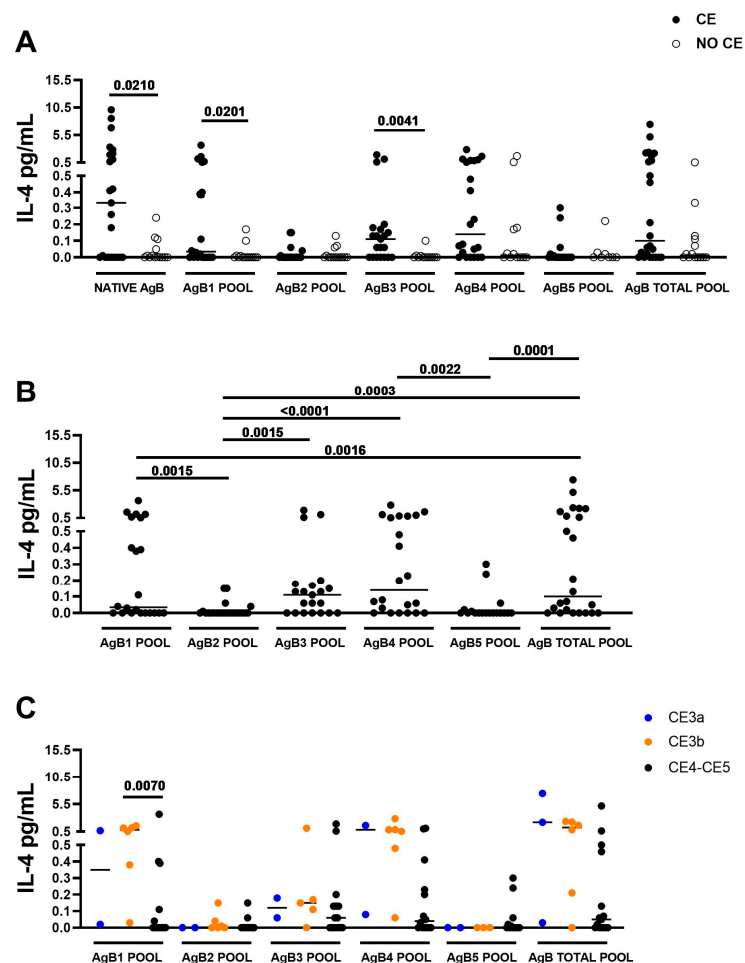 CE
NO CE
A
15.5
10.5
5.5
0.5
0.5
0.4
0.3
0.2
0.1
0.0
IL-4 pg/mL
0.0210
0.0201
0.0041
NATIVE AgB
AgB1 POOL
AgB2 POOL
AgB3 POOL
AgB4 POOL
AgB5 POOL
AgB TOTAL POOL
B
0.0001
0.0022
0.0003
<0.0001
0.0015
0.0016
0.0015
15.5
10.5
5.5
0.5
0.5
0.4
0.3
0.2
0.1
0.0
IL-4 pg/mL
AgB1 POOL
AgB2 POOL
AgB3 POOL
AgB4 POOL
AgB5 POOL
AgB TOTAL POOL
C
CE3a
CE3b
CE4-CE5
0.0070
15.5
10.5
5.5
0.5
0.5
0.4
0.3
0.2
0.1
0.0
IL-4 pg/mL
AgB1 POOL
AgB2 POOL
AgB3 POOL
AgB4 POOL
AgB5 POOL
AgB TOTAL POOL